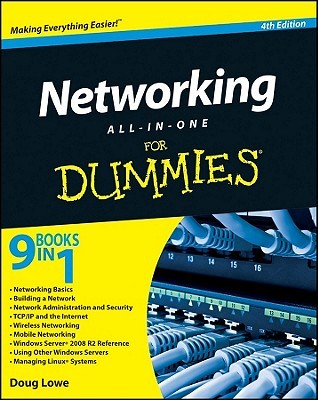 Making Everything Easier!™
4th Edition
Networking
ALL-IN-ONE
FOR
DUMMIES®
9 BOOKS IN 1
• Networking Basics
• Building a Network
• Network Administration and Security
• TCP/IP and the Internet
• Wireless Networking
• Mobile Networking
• Windows Server® 2008 R2 Reference
• Using Other Windows Servers
• Managing Linux® Systems
Doug Lowe